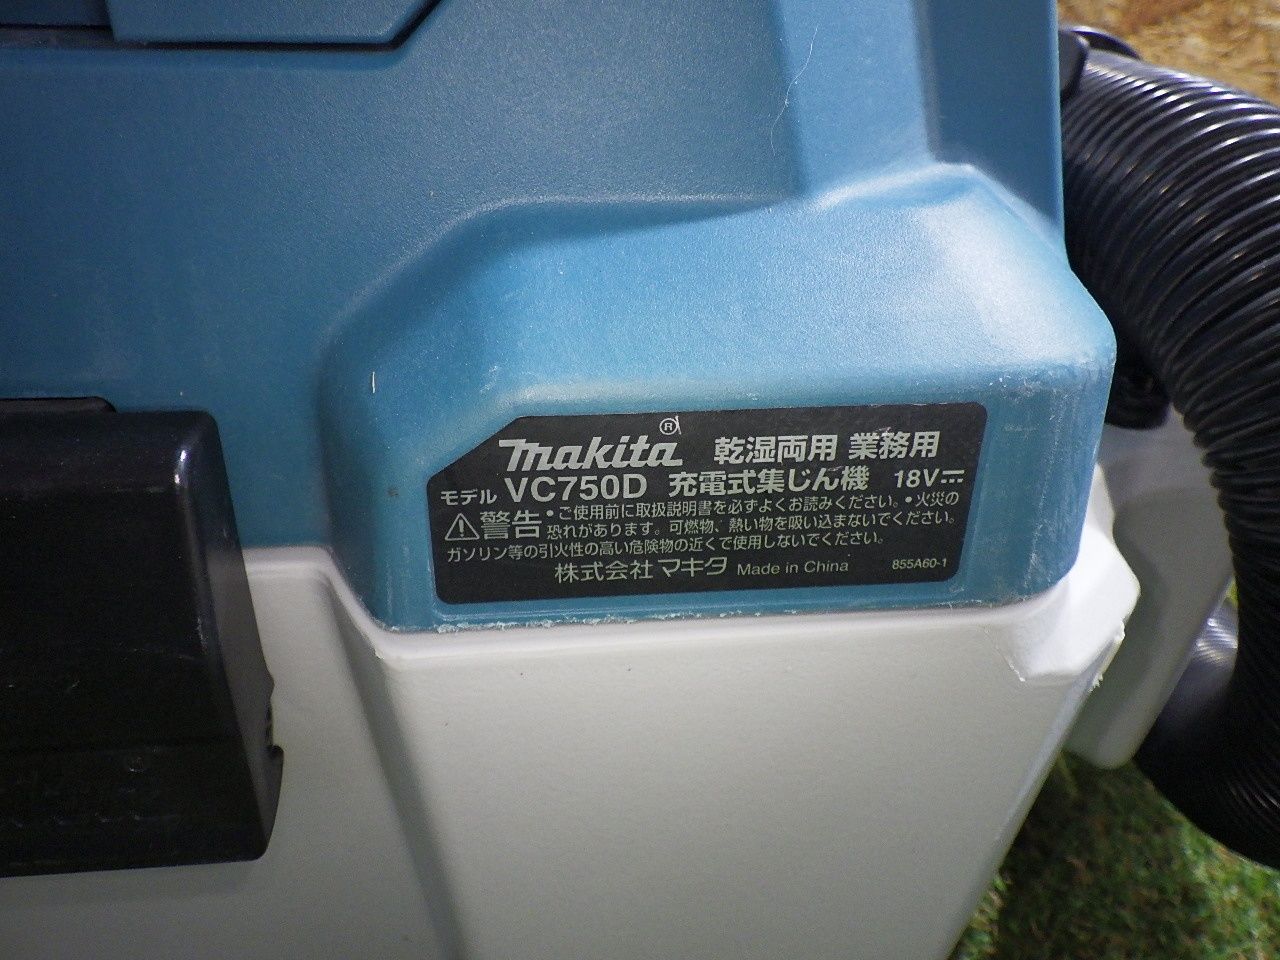 makita® 乾湿両用 業務用
モデル VC750D 充電式集じん機 18V⎓
⚠警告 •ご使用前に取扱説明書を必ずよくお読みください。•火災の
恐れがあります。可燃物、熱い物を吸い込まないでください。
ガソリン等の引火性の高い危険物の近くで使用しないでください。
株式会社マキタ Made in China 855A60-1